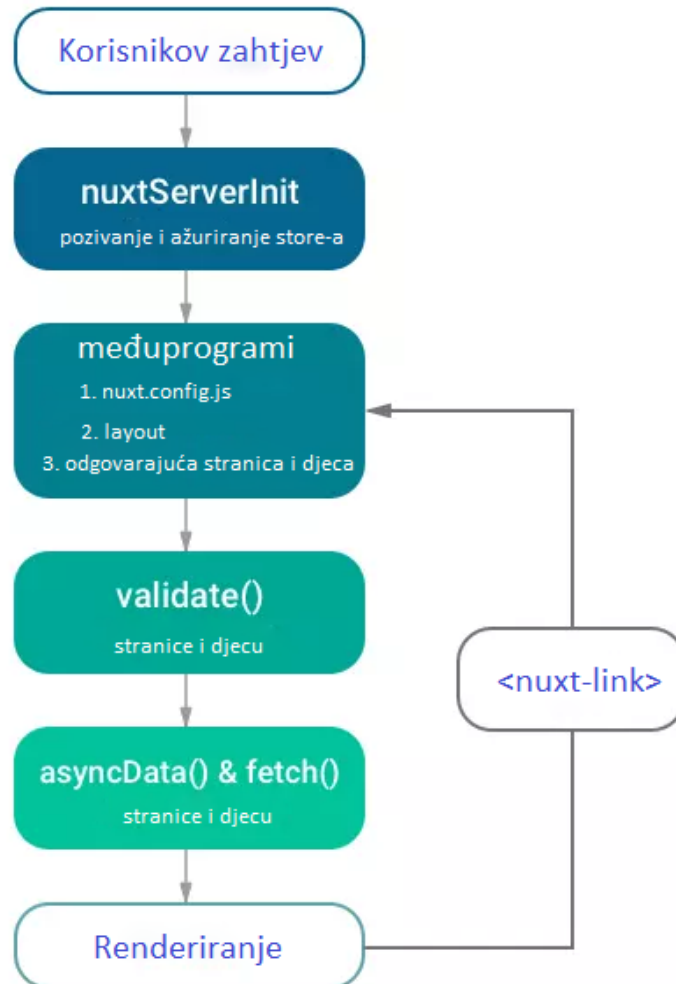 Korisnikov zahtjev
nuxtServerInit
pozivanje i ažuriranje store-a
međuprogrami
1. nuxt.config.js
2. layout
3. odgovarajuća stranica i djeca
validate()
stranice i djecu
<nuxt-link>
asyncData() & fetch()
stranice i djecu
Renderiranje